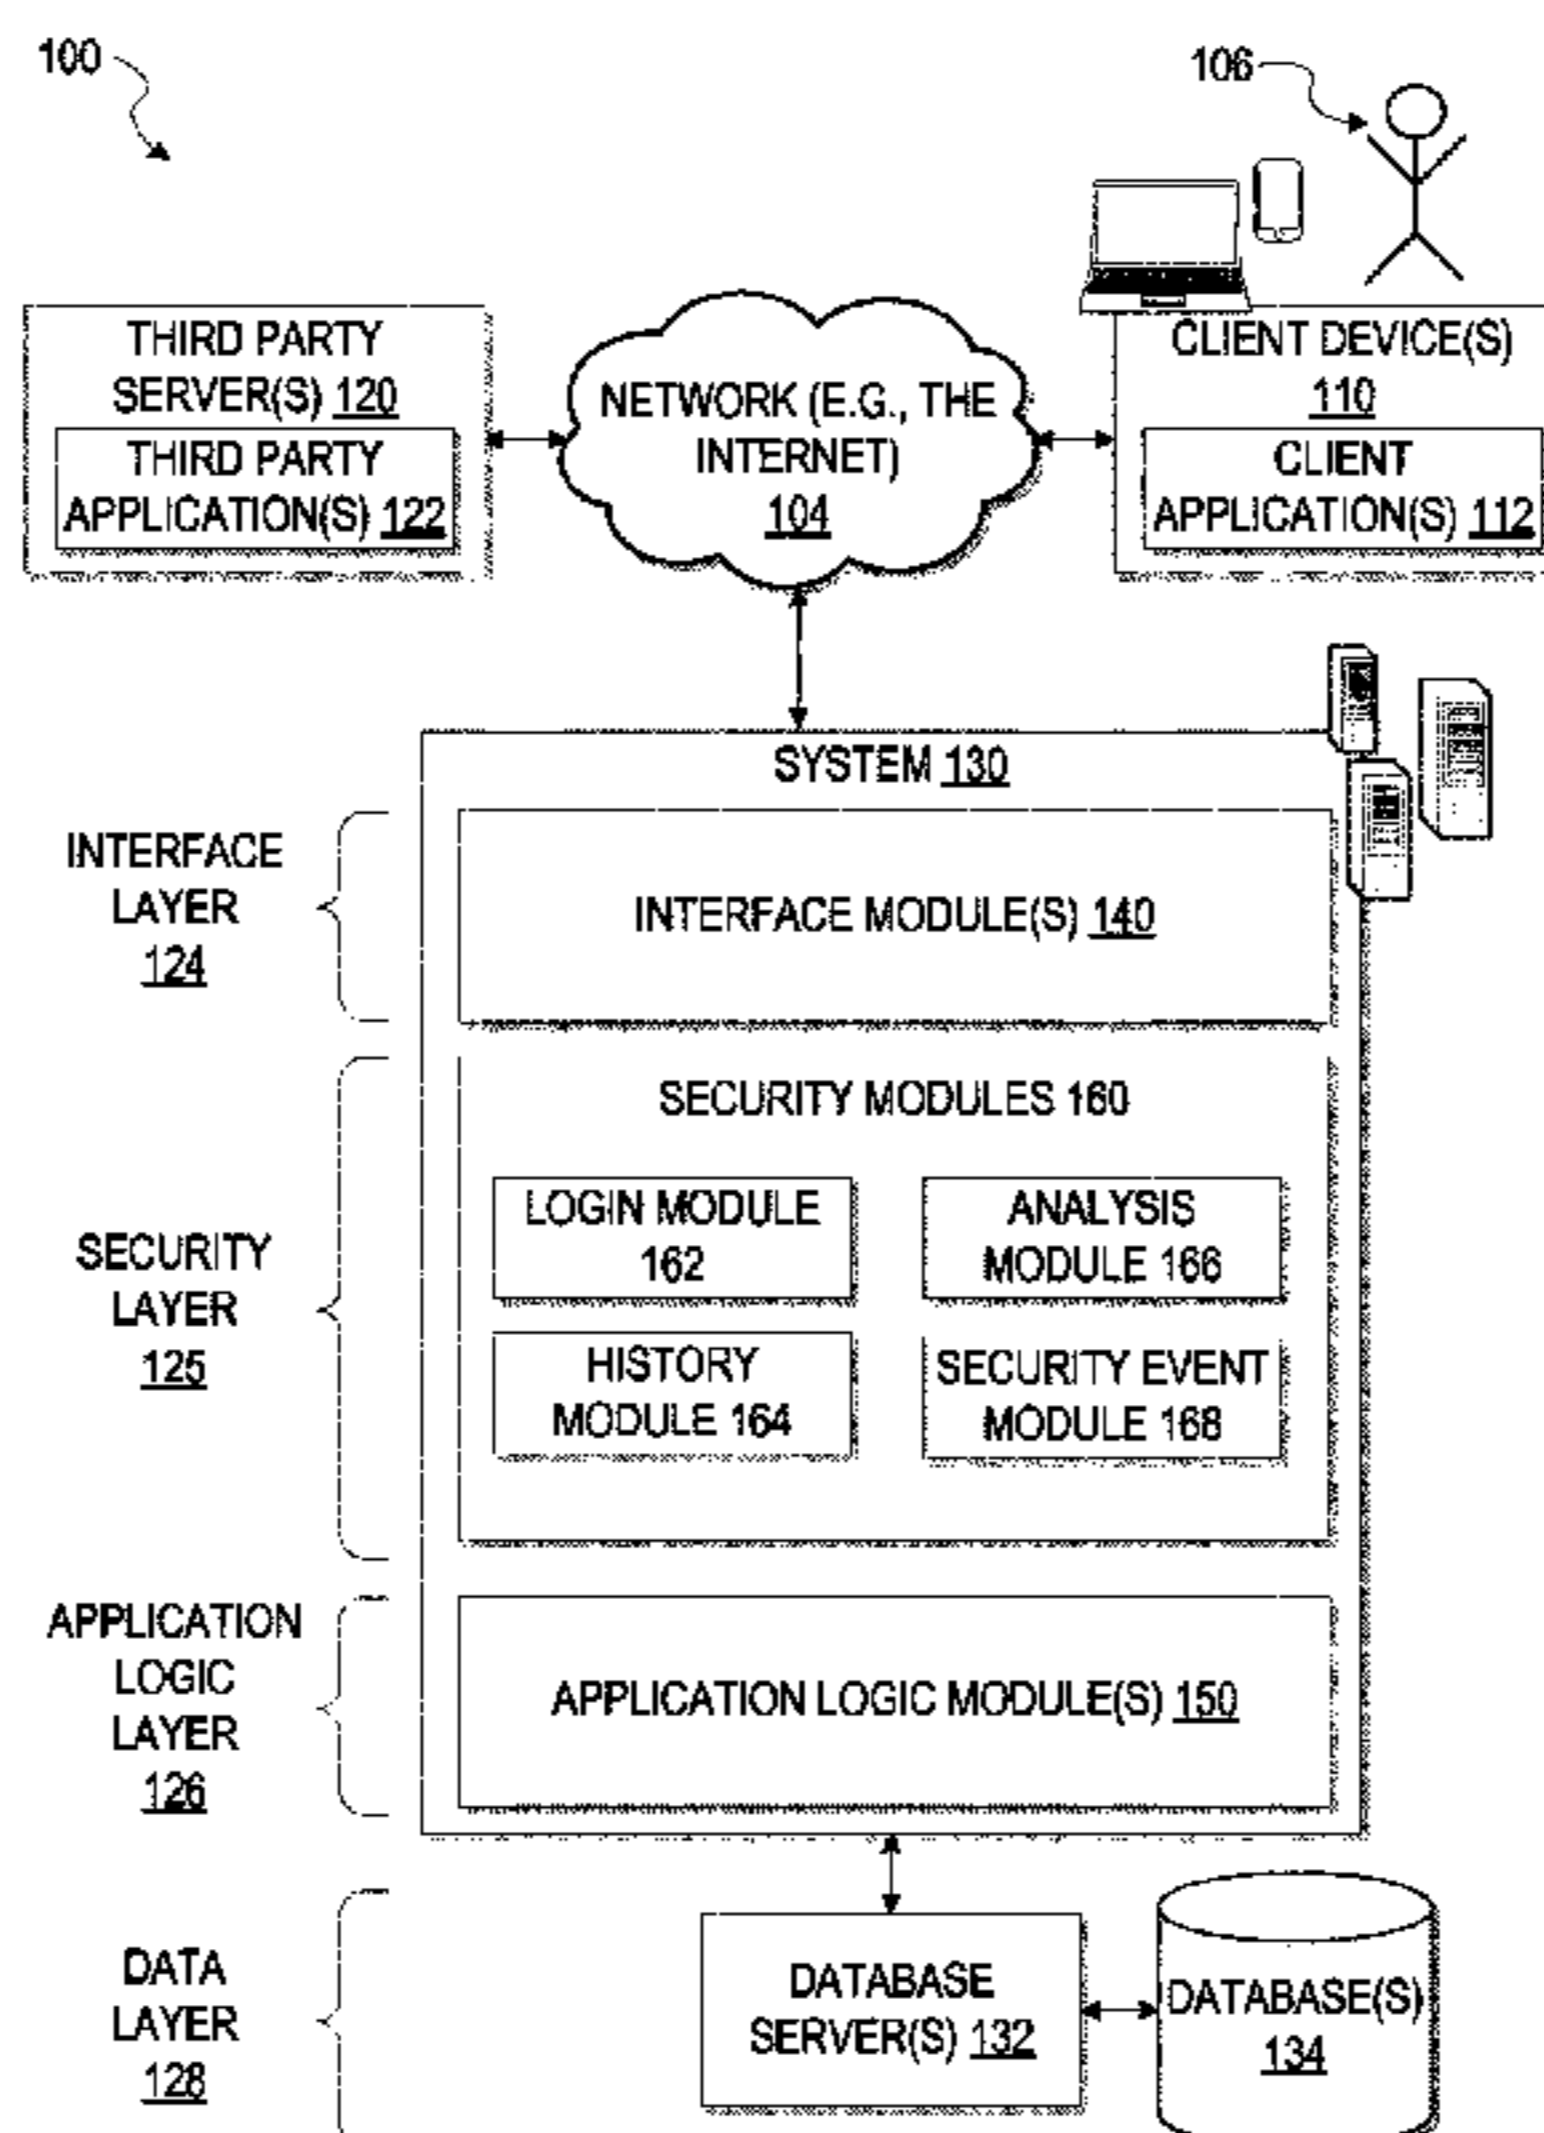 100
106
THIRD PARTY
SERVER(S) 120
THIRD PARTY
APPLICATION(S) 122
NETWORK (E.G., THE
INTERNET)
104
CLIENT DEVICE(S)
110
CLIENT
APPLICATION(S) 112
SYSTEM 130
INTERFACE
LAYER
124
INTERFACE MODULE(S) 140
SECURITY
LAYER
125
SECURITY MODULES 160
LOGIN MODULE
162
ANALYSIS
MODULE 166
HISTORY
MODULE 164
SECURITY EVENT
MODULE 168
APPLICATION
LOGIC
LAYER
126
APPLICATION LOGIC MODULE(S) 150
DATA
LAYER
128
DATABASE
SERVER(S) 132
DATABASE(S)
134